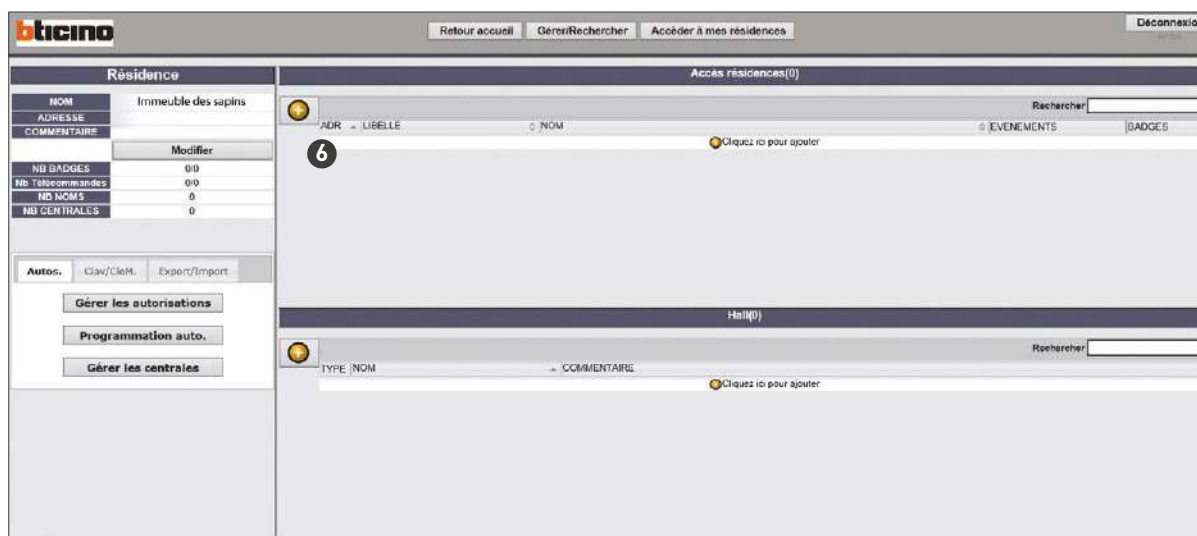 bticino
Retour accueil Gérer/Rechercher Accèder à mes résidences
Déconnexio
Résidence
Accès résidences(0)
NOM Immeuble des sapins
ADRESSE
COMMENTAIRE
Modifier
NB BADGES 0/0
Nb Télécommandes 0/0
NB NOMS 0
NB CENTRALES 0
Rechercher
ADR LIBELLE NOM EVENEMENTS BADGES
Cliquez ici pour ajouter
6
Autos. Clav/CleM. Export/Import
Gérer les autorisations
Programmation auto.
Gérer les centrales
Hall(0)
Rechercher
TYPE NOM COMMENTAIRE
Cliquez ici pour ajouter